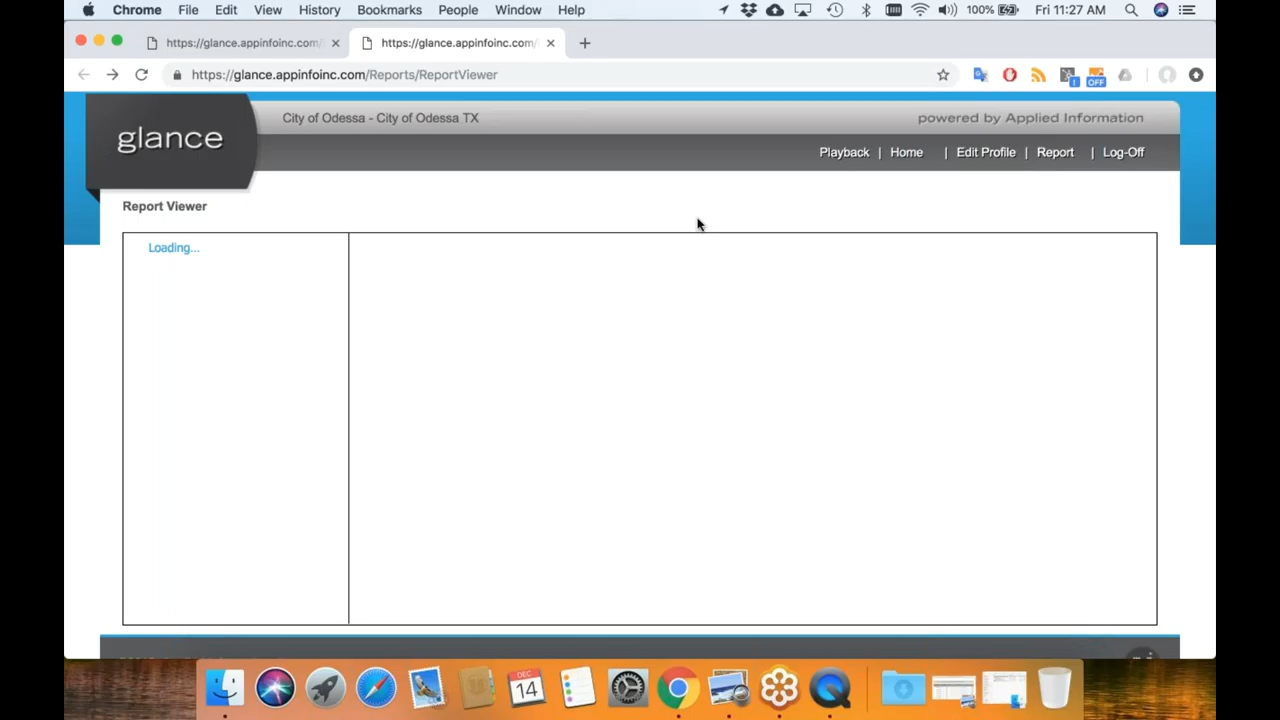 Chrome File Edit View History Bookmarks People Window Help 100% Fri 11:27 AM
https://glance.appinfoinc.com/ https://glance.appinfoinc.com/
https://glance.appinfoinc.com/Reports/ReportViewer OFF
glance
City of Odessa - City of Odessa TX powered by Applied Information
Playback | Home | Edit Profile | Report | Log-Off
Report Viewer
Loading...
DEC
14